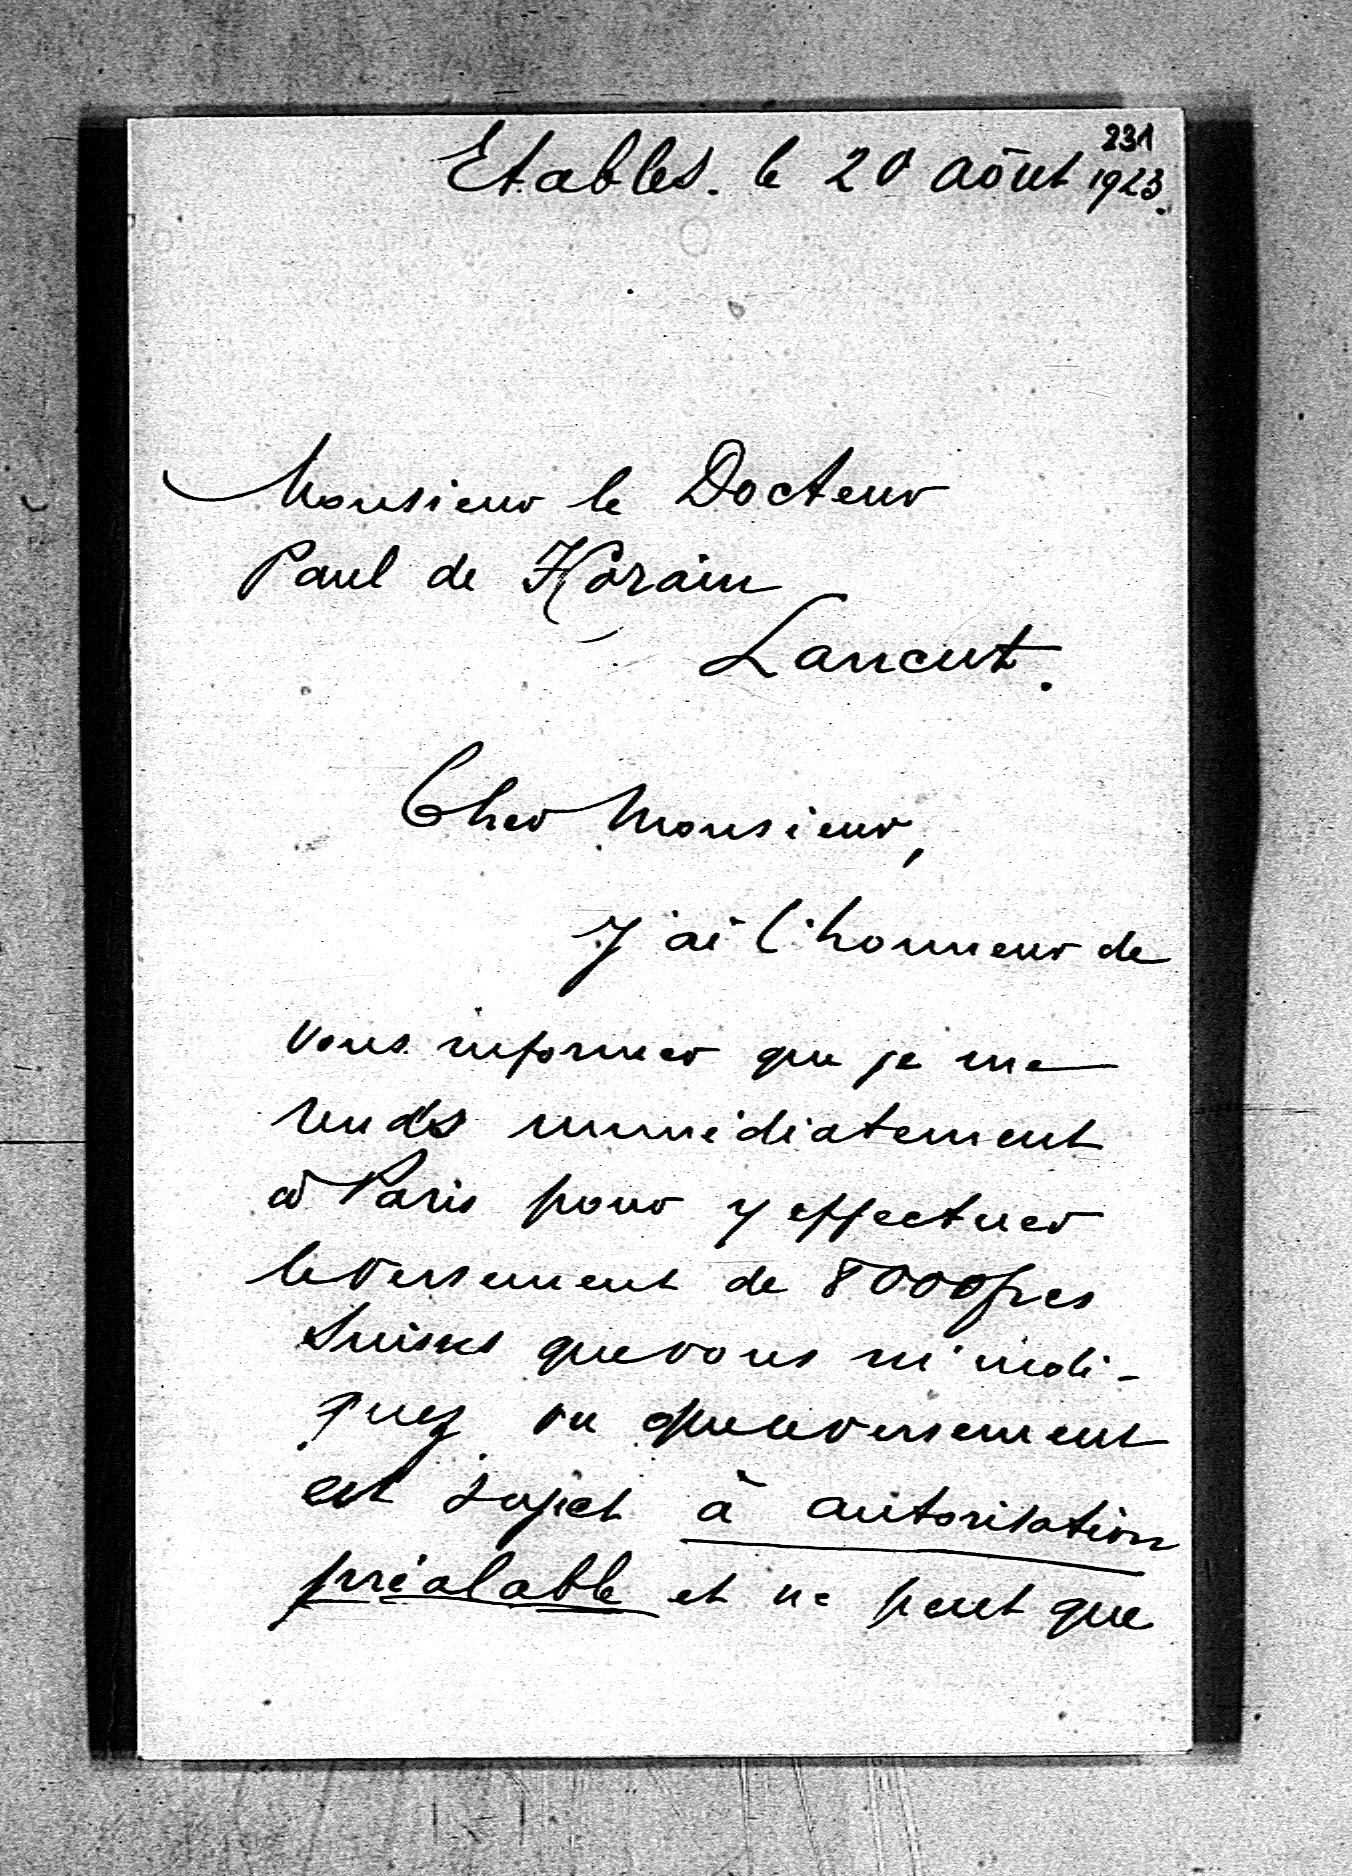 231
Etables. le 20 août 1923.
Monsieur le Docteur
Paul de Horain
Lancut.
Cher Monsieur,
J'ai l'honneur de
vous informer que je me
rends immédiatement
à Paris pour y effectuer
le versement de 8000 frcs
Suisses que vous m'indi-
quez vu que ce versement
est sujet à autorisation
préalable et ne peut que